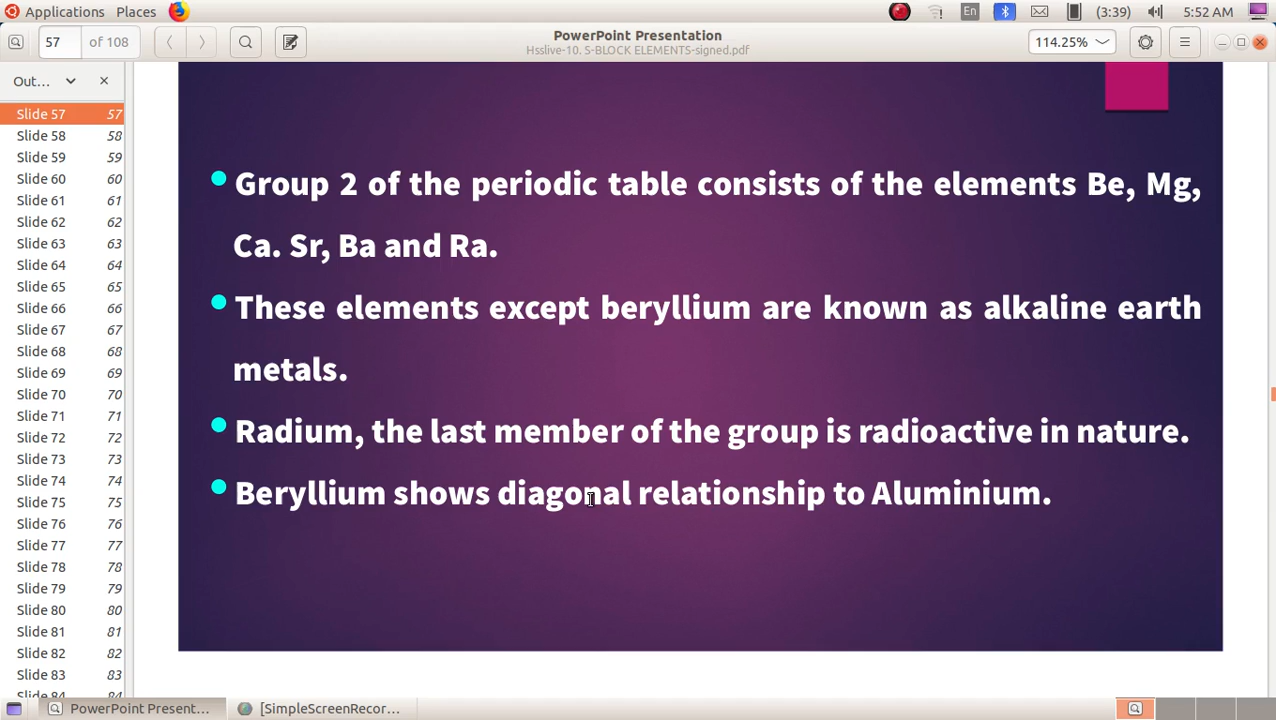 Applications Places En (3:39) 5:52 AM
57 of 108 PowerPoint Presentation 114.25%
Hsslive-10. S-BLOCK ELEMENTS-signed.pdf
Out...
Slide 57 57
Slide 58 58
Slide 59 59
Slide 60 60
Slide 61 61
Slide 62 62
Slide 63 63
Slide 64 64
Slide 65 65
Slide 66 66
Slide 67 67
Slide 68 68
Slide 69 69
Slide 70 70
Slide 71 71
Slide 72 72
Slide 73 73
Slide 74 74
Slide 75 75
Slide 76 76
Slide 77 77
Slide 78 78
Slide 79 79
Slide 80 80
Slide 81 81
Slide 82 82
Slide 83 83
Slide 84 84
Group 2 of the periodic table consists of the elements Be, Mg,
Ca. Sr, Ba and Ra.
These elements except beryllium are known as alkaline earth
metals.
Radium, the last member of the group is radioactive in nature.
Beryllium shows diagonal relationship to Aluminium.
PowerPoint Present... [SimpleScreenRecor...